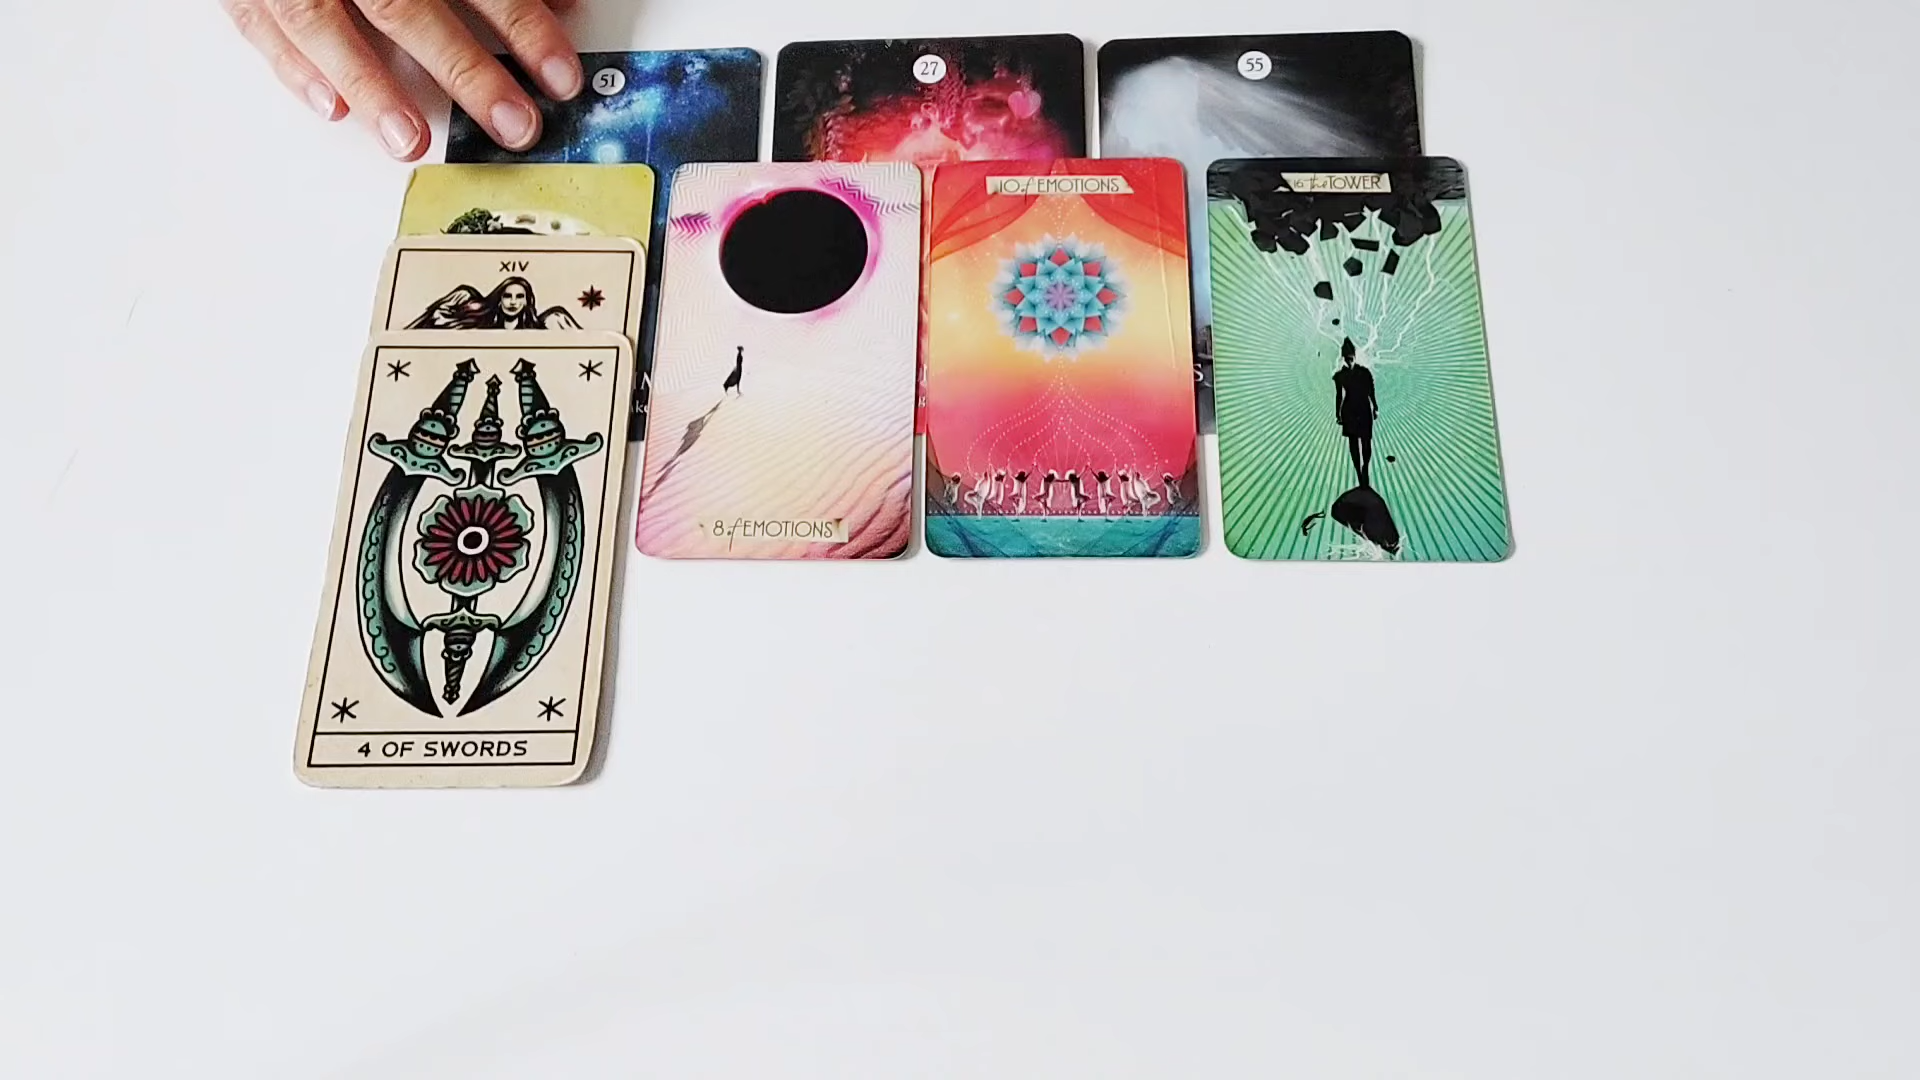 51
27
55
XIV
10 of EMOTIONS
16 the TOWER
8 of EMOTIONS
4 OF SWORDS